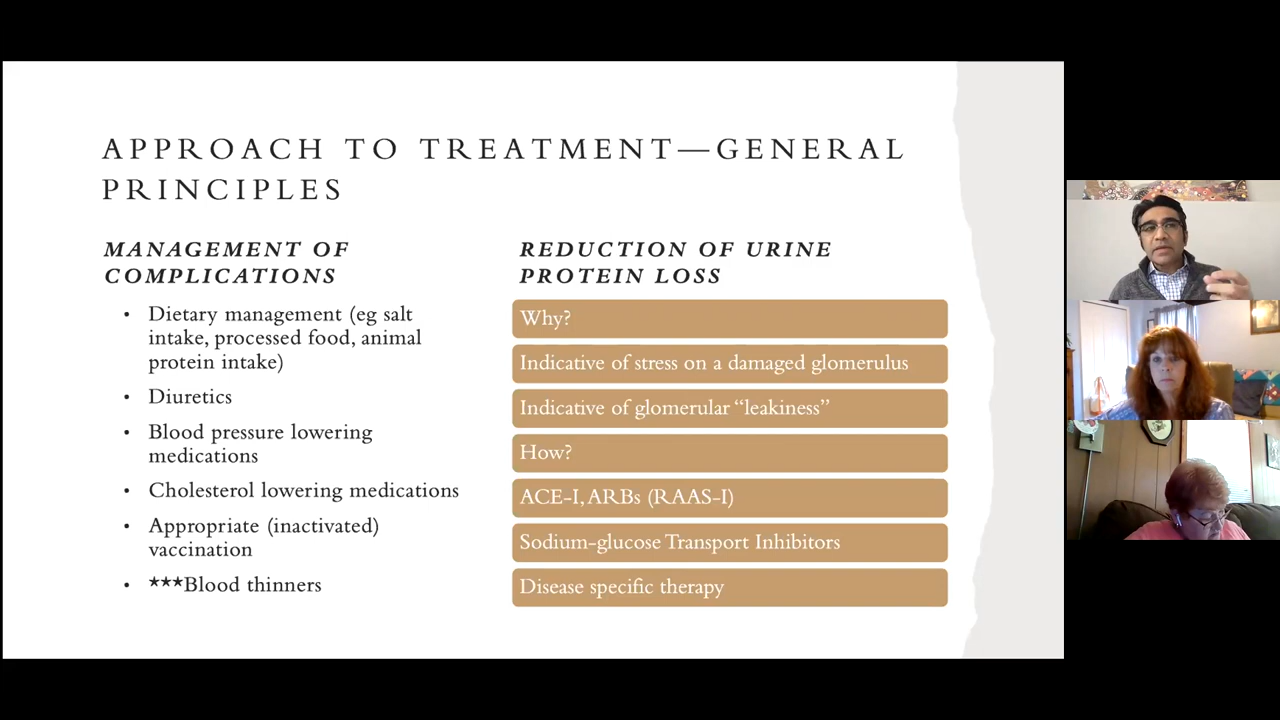 APPROACH TO TREATMENT—GENERAL
PRINCIPLES
MANAGEMENT OF
COMPLICATIONS
• Dietary management (eg salt
intake, processed food, animal
protein intake)
• Diuretics
• Blood pressure lowering
medications
• Cholesterol lowering medications
• Appropriate (inactivated)
vaccination
• ***Blood thinners
REDUCTION OF URINE
PROTEIN LOSS
Why?
Indicative of stress on a damaged glomerulus
Indicative of glomerular “leakiness”
How?
ACE-I, ARBs (RAAS-I)
Sodium-glucose Transport Inhibitors
Disease specific therapy